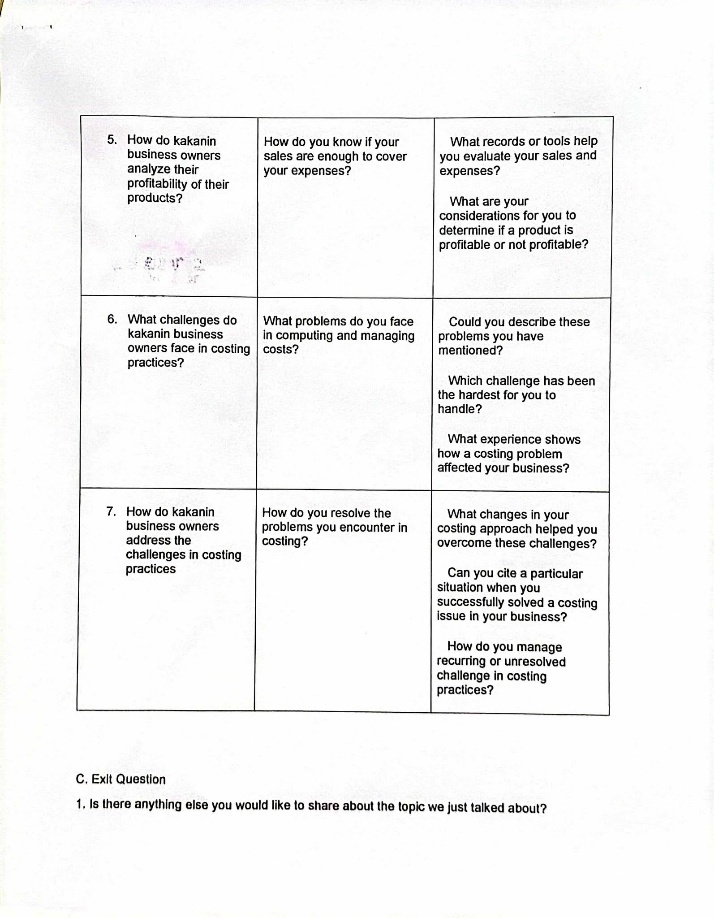 5. How do kakanin
business owners
analyze their
profitability of their
products?
How do you know if your
sales are enough to cover
your expenses?
What records or tools help
you evaluate your sales and
expenses?
What are your
considerations for you to
determine if a product is
profitable or not profitable?
6. What challenges do
kakanin business
owners face in costing
practices?
What problems do you face
in computing and managing
costs?
Could you describe these
problems you have
mentioned?
Which challenge has been
the hardest for you to
handle?
What experience shows
how a costing problem
affected your business?
7. How do kakanin
business owners
address the
challenges in costing
practices
How do you resolve the
problems you encounter in
costing?
What changes in your
costing approach helped you
overcome these challenges?
Can you cite a particular
situation when you
successfully solved a costing
issue in your business?
How do you manage
recurring or unresolved
challenge in costing
practices?
C. Exit Question
1. Is there anything else you would like to share about the topic we just talked about?